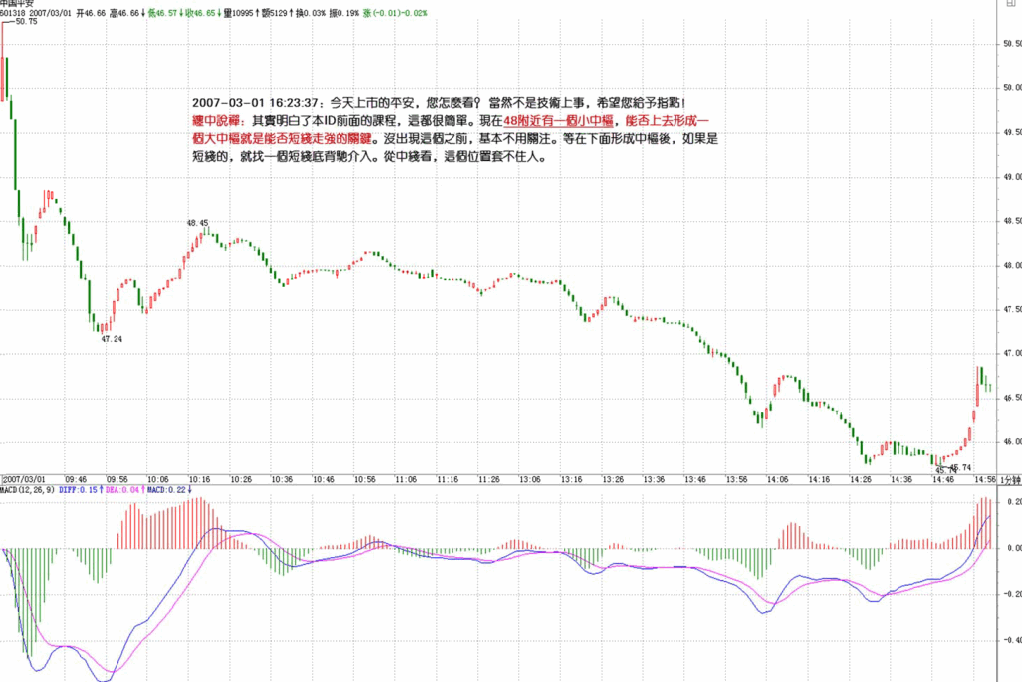 中国平安
601318 2007/03/01 开46.66 高46.66↓低46.57↓收46.65↓量10995↑额5129↑换0.03% 振0.19% 涨(-0.01)-0.02%
50.75
50.50
50.00
2007-03-01 16:23:37：今天上市的平安，您怎麼看？當然不是技術上事，希望您給予指點！
纏中說禪：其實明白了本ID前面的課程，這都很簡單。現在48附近有一個小中樞，能否上去形成一
個大中樞就是能否短綫走強的關鍵。沒出現這個之前，基本不用關注。等在下面形成中樞後，如果是
短綫的，就找一個短綫底背馳介入。從中綫看，這個位置套不住人。
49.50
49.00
48.50
48.45
48.00
47.50
47.24
47.00
46.50
46.00
45.74
45.74
2007/03/01 09:46 09:56 10:06 10:16 10:26 10:36 10:46 10:56 11:06 11:16 11:26 13:06 13:16 13:26 13:36 13:46 13:56 14:06 14:16 14:26 14:36 14:46 14:56 1分钟
MACD(12,26,9) DIFF:0.15↑DEA:0.04↑MACD:0.22↓
0.20
0.00
-0.20
-0.40